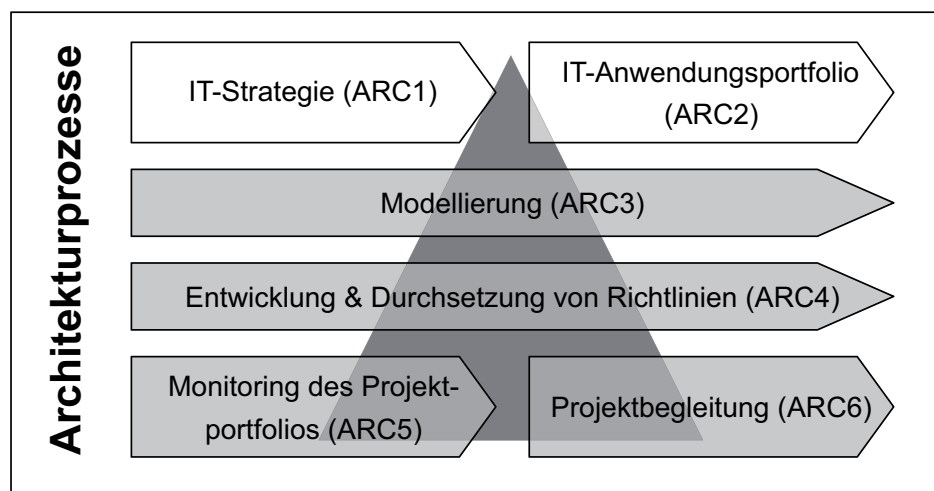 Architekturprozesse
IT-Strategie (ARC1)
IT-Anwendungsportfolio
(ARC2)
Modellierung (ARC3)
Entwicklung & Durchsetzung von Richtlinien (ARC4)
Monitoring des Projekt-
portfolios (ARC5)
Projektbegleitung (ARC6)